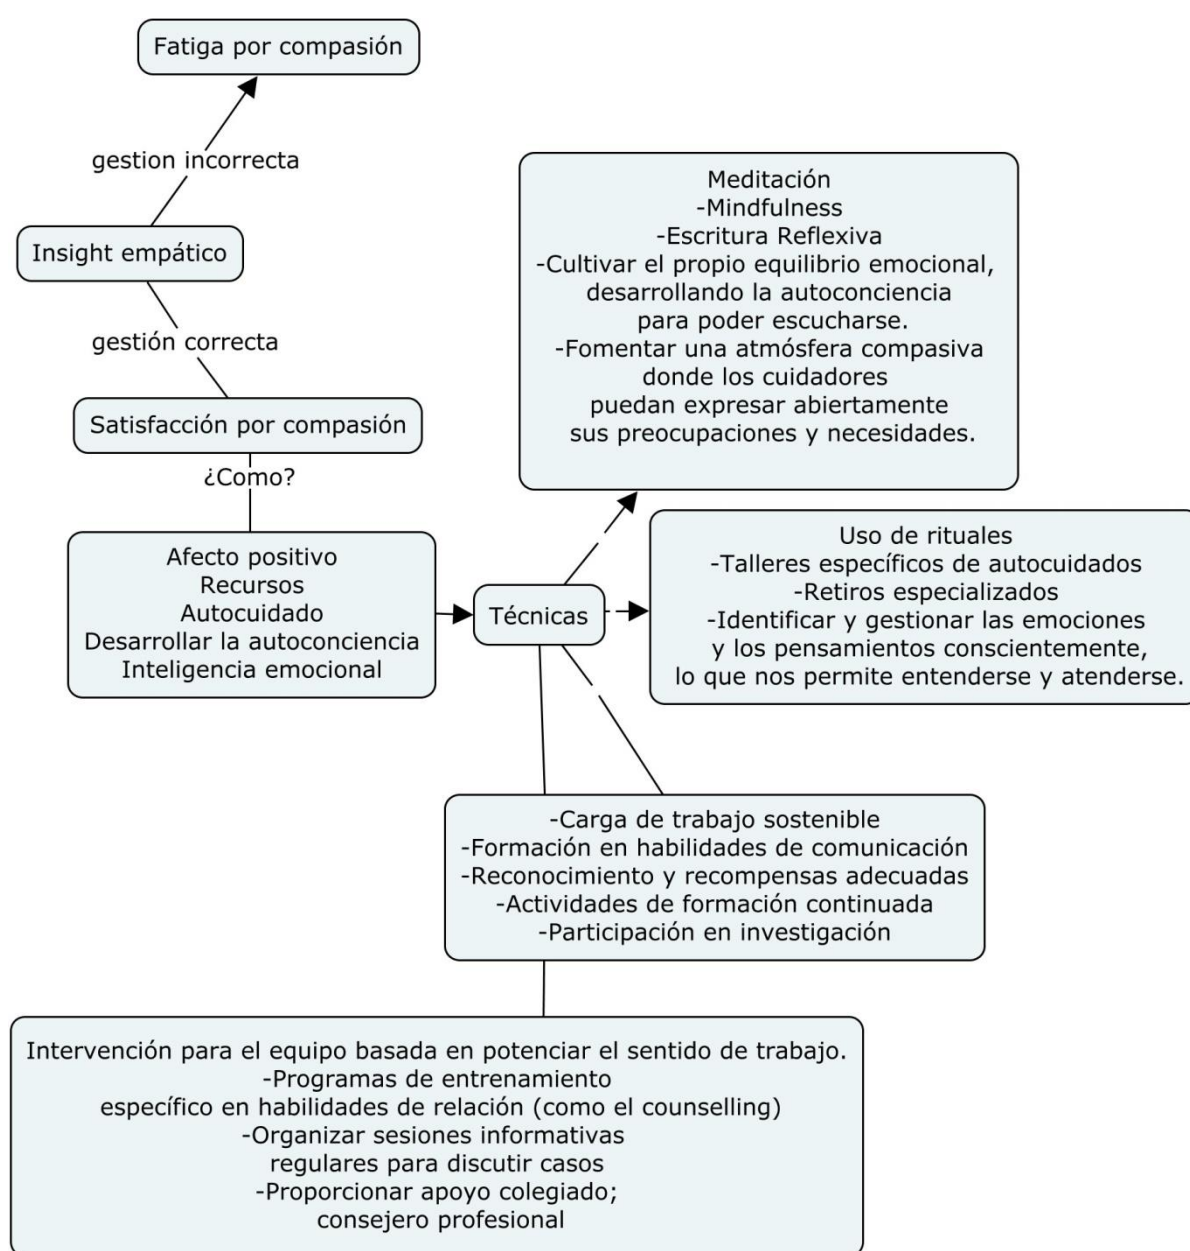 Fatiga por compasión
gestion incorrecta
Insight empático
gestión correcta
Satisfacción por compasión
¿Como?
Afecto positivo
Recursos
Autocuidado
Desarrollar la autoconciencia
Inteligencia emocional
Técnicas
Meditación
-Mindfulness
-Escritura Reflexiva
-Cultivar el propio equilibrio emocional,
desarrollando la autoconciencia
para poder escucharse.
-Fomentar una atmósfera compasiva
donde los cuidadores
puedan expresar abiertamente
sus preocupaciones y necesidades.
Uso de rituales
-Talleres específicos de autocuidados
-Retiros especializados
-Identificar y gestionar las emociones
y los pensamientos conscientemente,
lo que nos permite entenderse y atenderse.
-Carga de trabajo sostenible
-Formación en habilidades de comunicación
-Reconocimiento y recompensas adecuadas
-Actividades de formación continuada
-Participación en investigación
Intervención para el equipo basada en potenciar el sentido de trabajo.
-Programas de entrenamiento
específico en habilidades de relación (como el counselling)
-Organizar sesiones informativas
regulares para discutir casos
-Proporcionar apoyo colegiado;
consejero profesional